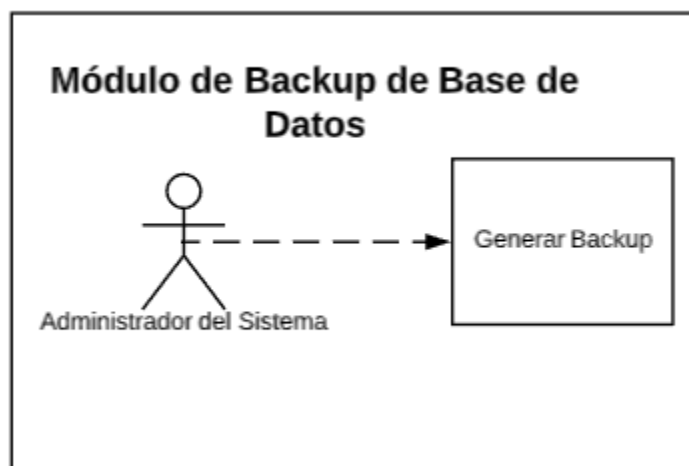 Módulo de Backup de Base de
Datos
Generar Backup
Administrador del Sistema